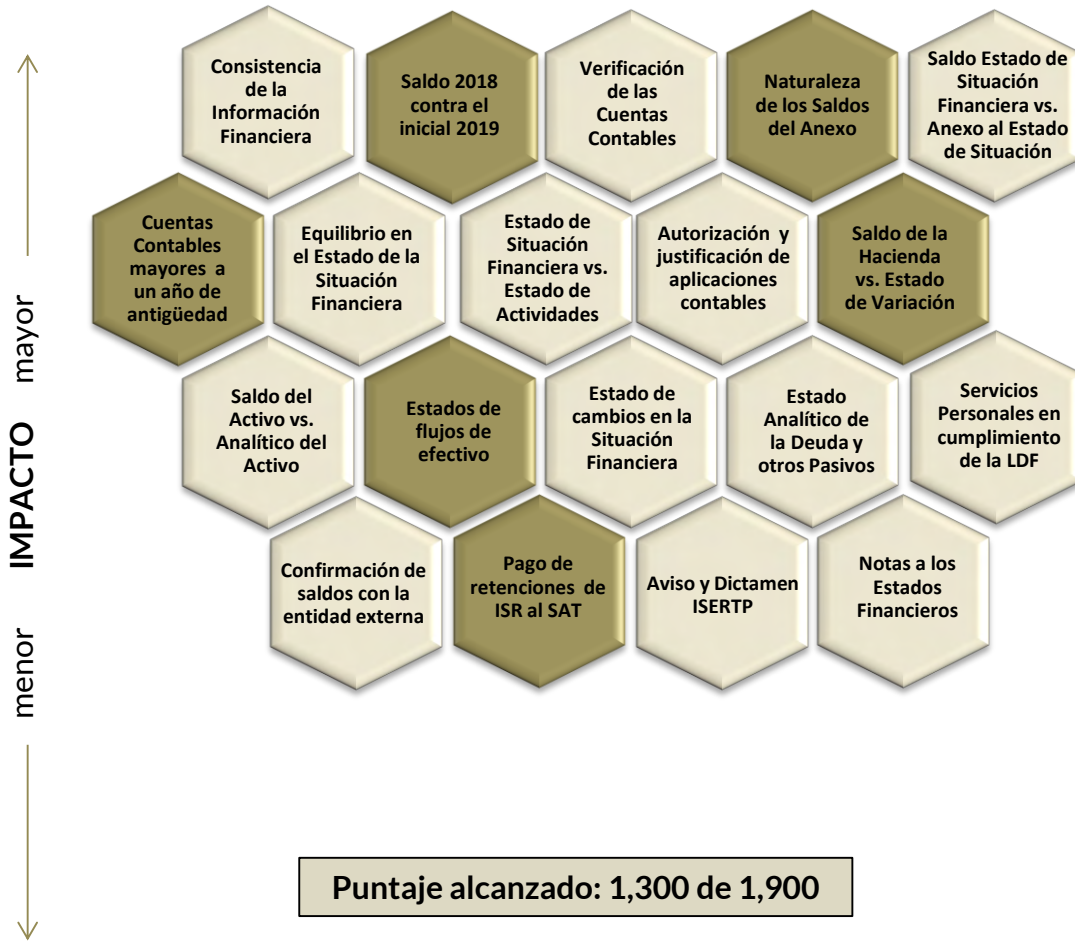 Consistencia
de la
Información
Financiera
Saldo 2018
contra el
inicial 2019
Verificación
de las
Cuentas
Contables
Naturaleza
de los Saldos
del Anexo
Saldo Estado de
Situación
Financiera vs.
Anexo al Estado
de Situación
Cuentas
Contables
mayores a
un año de
antigüedad
Equilibrio en
el Estado de la
Situación
Financiera
Estado de
Situación
Financiera vs.
Estado de
Actividades
Autorización y
justificación de
aplicaciones
contables
Saldo de la
Hacienda
vs. Estado
de Variación
Saldo del
Activo vs.
Analítico del
Activo
Estados de
flujos de
efectivo
Estado de
cambios en la
Situación
Financiera
Estado
Analítico de
la Deuda y
otros Pasivos
Servicios
Personales en
cumplimiento
de la LDF
Confirmación de
saldos con la
entidad externa
Pago de
retenciones de
ISR al SAT
Aviso y Dictamen
ISERTP
Notas a los
Estados
Financieros
menor IMPACTO mayor
Puntaje alcanzado: 1,300 de 1,900